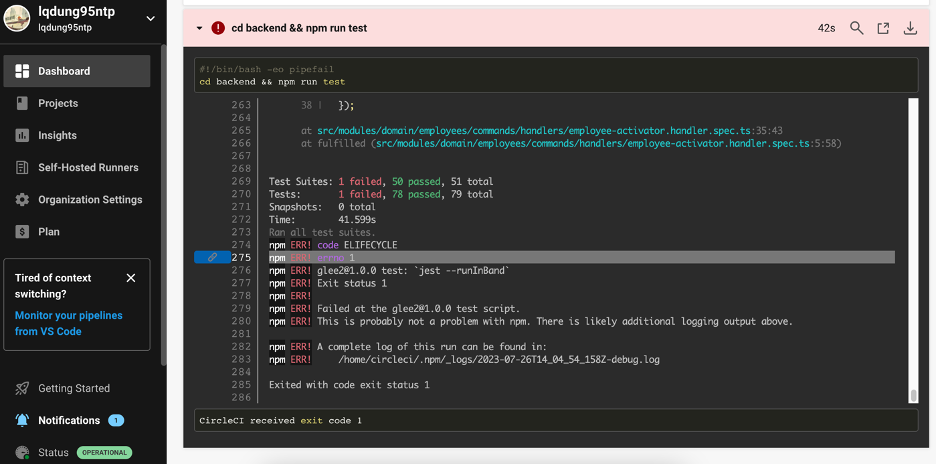 lqdung95ntp
lqdung95ntp
Dashboard
Projects
Insights
Self-Hosted Runners
Organization Settings
Plan
Tired of context
switching?
Monitor your pipelines
from VS Code
Getting Started
Notifications 1
Status OPERATIONAL
cd backend && npm run test 42s
#!/bin/bash -eo pipefail
cd backend && npm run test
263 38 | });
264
265 at src/modules/domain/employees/commands/handlers/employee-activator.handler.spec.ts:35:43
266 at fulfilled (src/modules/domain/employees/commands/handlers/employee-activator.handler.spec.ts:5:58)
267
268
269 Test Suites: 1 failed, 50 passed, 51 total
270 Tests: 1 failed, 78 passed, 79 total
271 Snapshots: 0 total
272 Time: 41.599s
273 Ran all test suites.
274 npm ERR! code ELIFECYCLE
275 npm ERR! errno 1
276 npm ERR! glee2@1.0.0 test: `jest --runInBand`
277 npm ERR! Exit status 1
278 npm ERR!
279 npm ERR! Failed at the glee2@1.0.0 test script.
280 npm ERR! This is probably not a problem with npm. There is likely additional logging output above.
281
282 npm ERR! A complete log of this run can be found in:
283 npm ERR! /home/circleci/.npm/_logs/2023-07-26T14_04_54_158Z-debug.log
284
285 Exited with code exit status 1
286
CircleCI received exit code 1